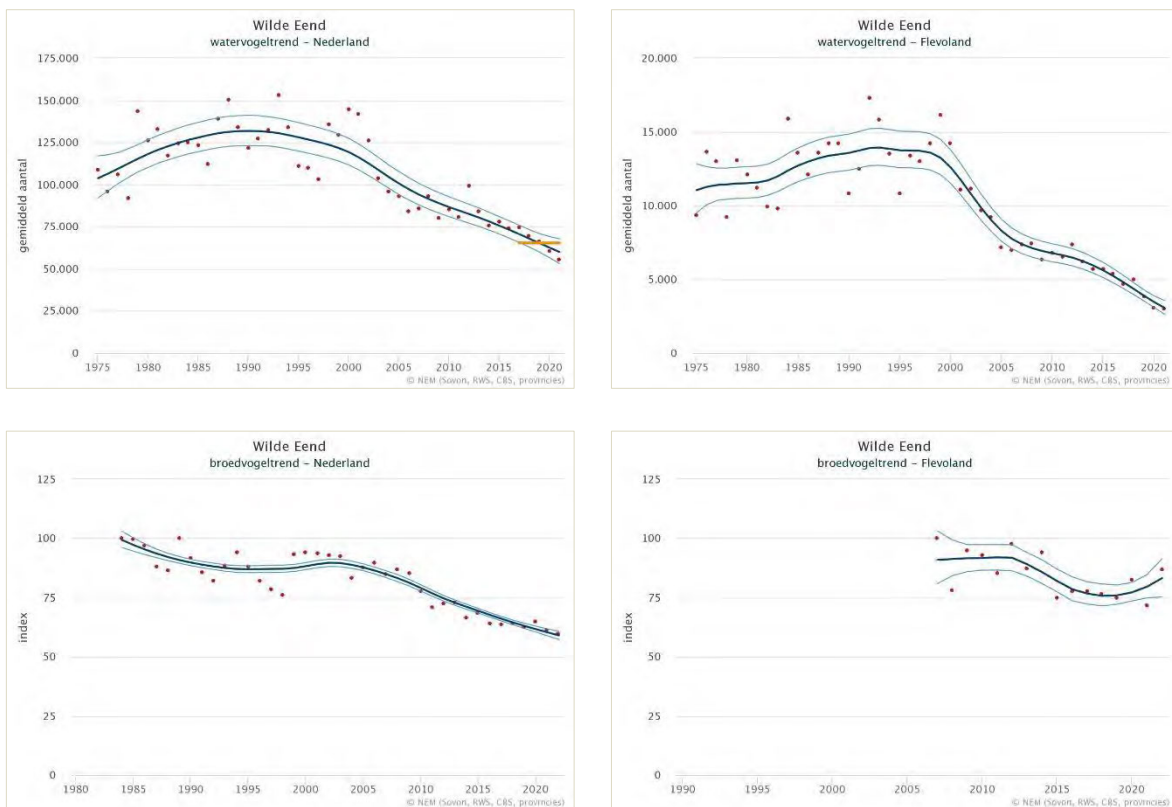 Wilde Eend
watervogeltrend – Nederland
175.000
150.000
125.000
100.000
75.000
50.000
25.000
0
gemiddeld aantal
1975 1980 1985 1990 1995 2000 2005 2010 2015 2020
© NEM (Sovon, RWS, CBS, provincies)
Wilde Eend
watervogeltrend – Flevoland
20.000
15.000
10.000
5.000
0
gemiddeld aantal
1975 1980 1985 1990 1995 2000 2005 2010 2015 2020
© NEM (Sovon, RWS, CBS, provincies)
Wilde Eend
broedvogeltrend – Nederland
125
100
75
50
25
0
index
1980 1985 1990 1995 2000 2005 2010 2015 2020
© NEM (Sovon, RWS, CBS, provincies)
Wilde Eend
broedvogeltrend – Flevoland
125
100
75
50
25
0
index
1990 1995 2000 2005 2010 2015 2020
© NEM (Sovon, RWS, CBS, provincies)